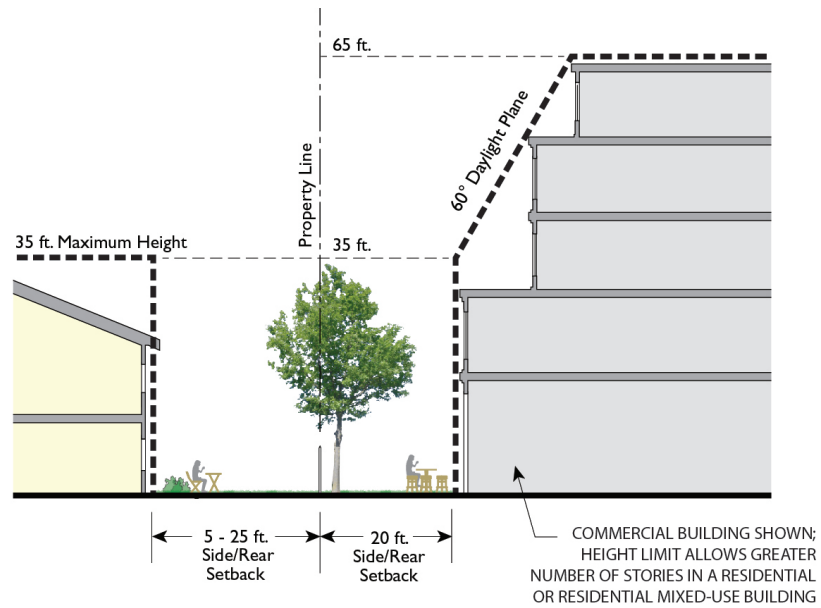 65 ft.
60° Daylight Plane
Property Line
35 ft. Maximum Height
35 ft.
5 - 25 ft.
Side/Rear
Setback
20 ft.
Side/Rear
Setback
COMMERCIAL BUILDING SHOWN;
HEIGHT LIMIT ALLOWS GREATER
NUMBER OF STORIES IN A RESIDENTIAL
OR RESIDENTIAL MIXED-USE BUILDING